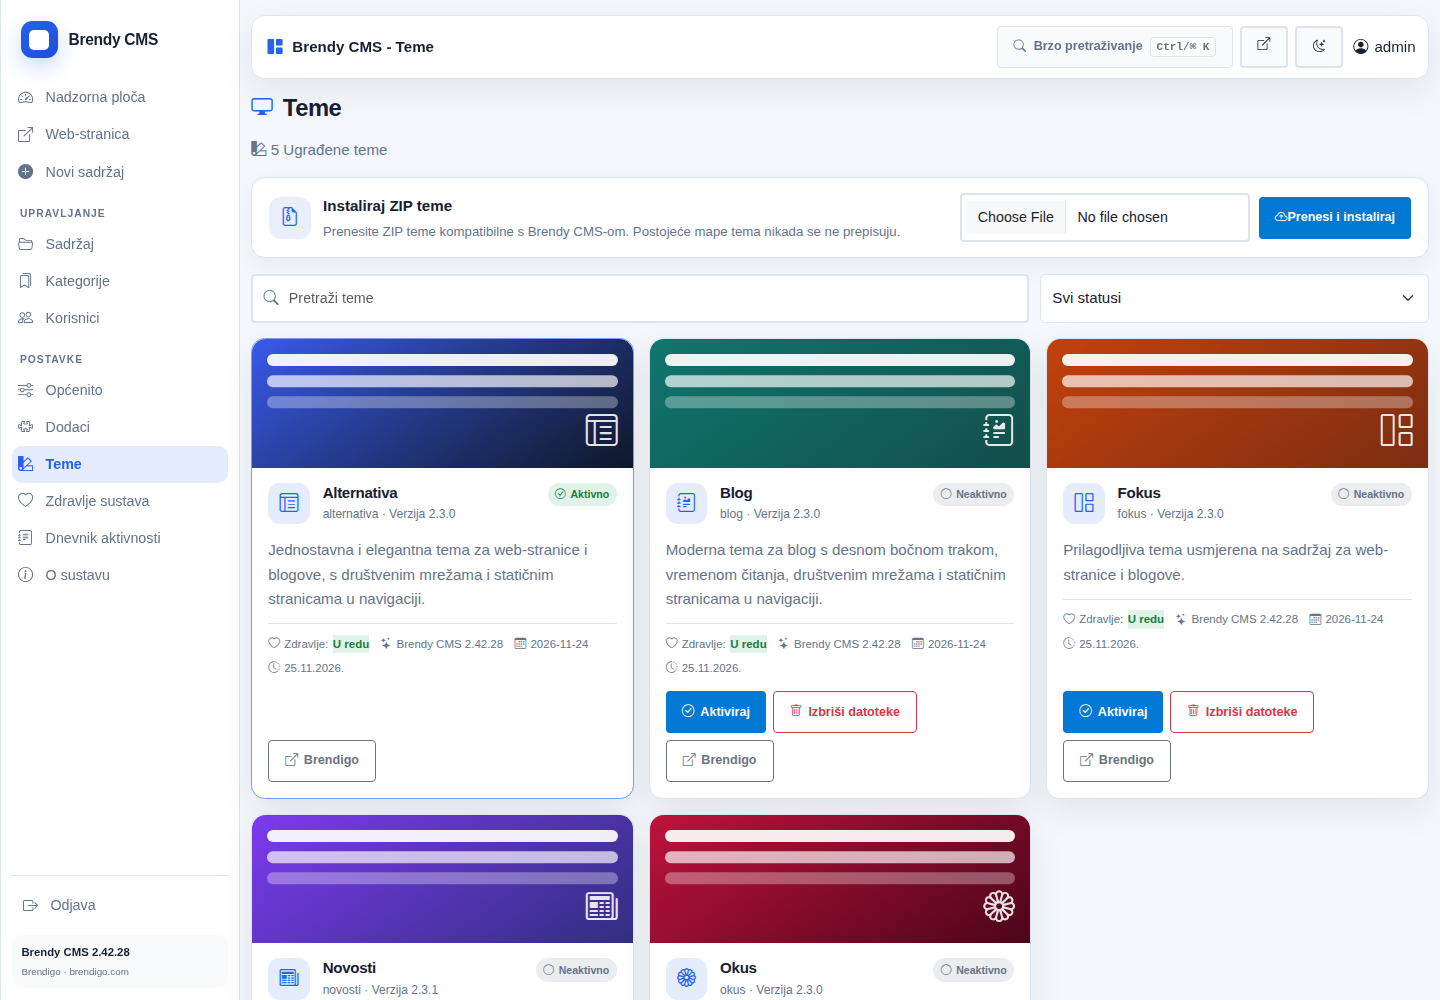 Brendy CMS
Nadzorna ploča
Web-stranica
Novi sadržaj
UPRAVLJANJE
Sadržaj
Kategorije
Korisnici
POSTAVKE
Općenito
Dodaci
Teme
Zdravlje sustava
Dnevnik aktivnosti
O sustavu
Odjava
Brendy CMS 2.42.28
Brendigo · brendigo.com
Brendy CMS - Teme
Brzo pretraživanje Ctrl/⌘ K
admin
Teme
5 Ugrađene teme
Instaliraj ZIP teme
Prenesite ZIP teme kompatibilne s Brendy CMS-om. Postojeće mape tema nikada se ne prepisuju.
Choose File No file chosen
Prenesi i instaliraj
Pretraži teme
Svi statusi
Alternativa
Aktivno
alternativa · Verzija 2.3.0
Jednostavna i elegantna tema za web-stranice i
blogove, s društvenim mrežama i statičnim
stranicama u navigaciji.
Zdravlje: U redu Brendy CMS 2.42.28 2026-11-24
25.11.2026.
Brendigo
Blog
Neaktivno
blog · Verzija 2.3.0
Moderna tema za blog s desnom bočnom trakom,
vremenom čitanja, društvenim mrežama i statičnim
stranicama u navigaciji.
Zdravlje: U redu Brendy CMS 2.42.28 2026-11-24
25.11.2026.
Aktiviraj Izbriši datoteke
Brendigo
Fokus
Neaktivno
fokus · Verzija 2.3.0
Prilagodljiva tema usmjerena na sadržaj za web-
stranice i blogove.
Zdravlje: U redu Brendy CMS 2.42.28 2026-11-24
25.11.2026.
Aktiviraj Izbriši datoteke
Brendigo
Novosti
Neaktivno
novosti · Verzija 2.3.1
Okus
Neaktivno
okus · Verzija 2.3.0